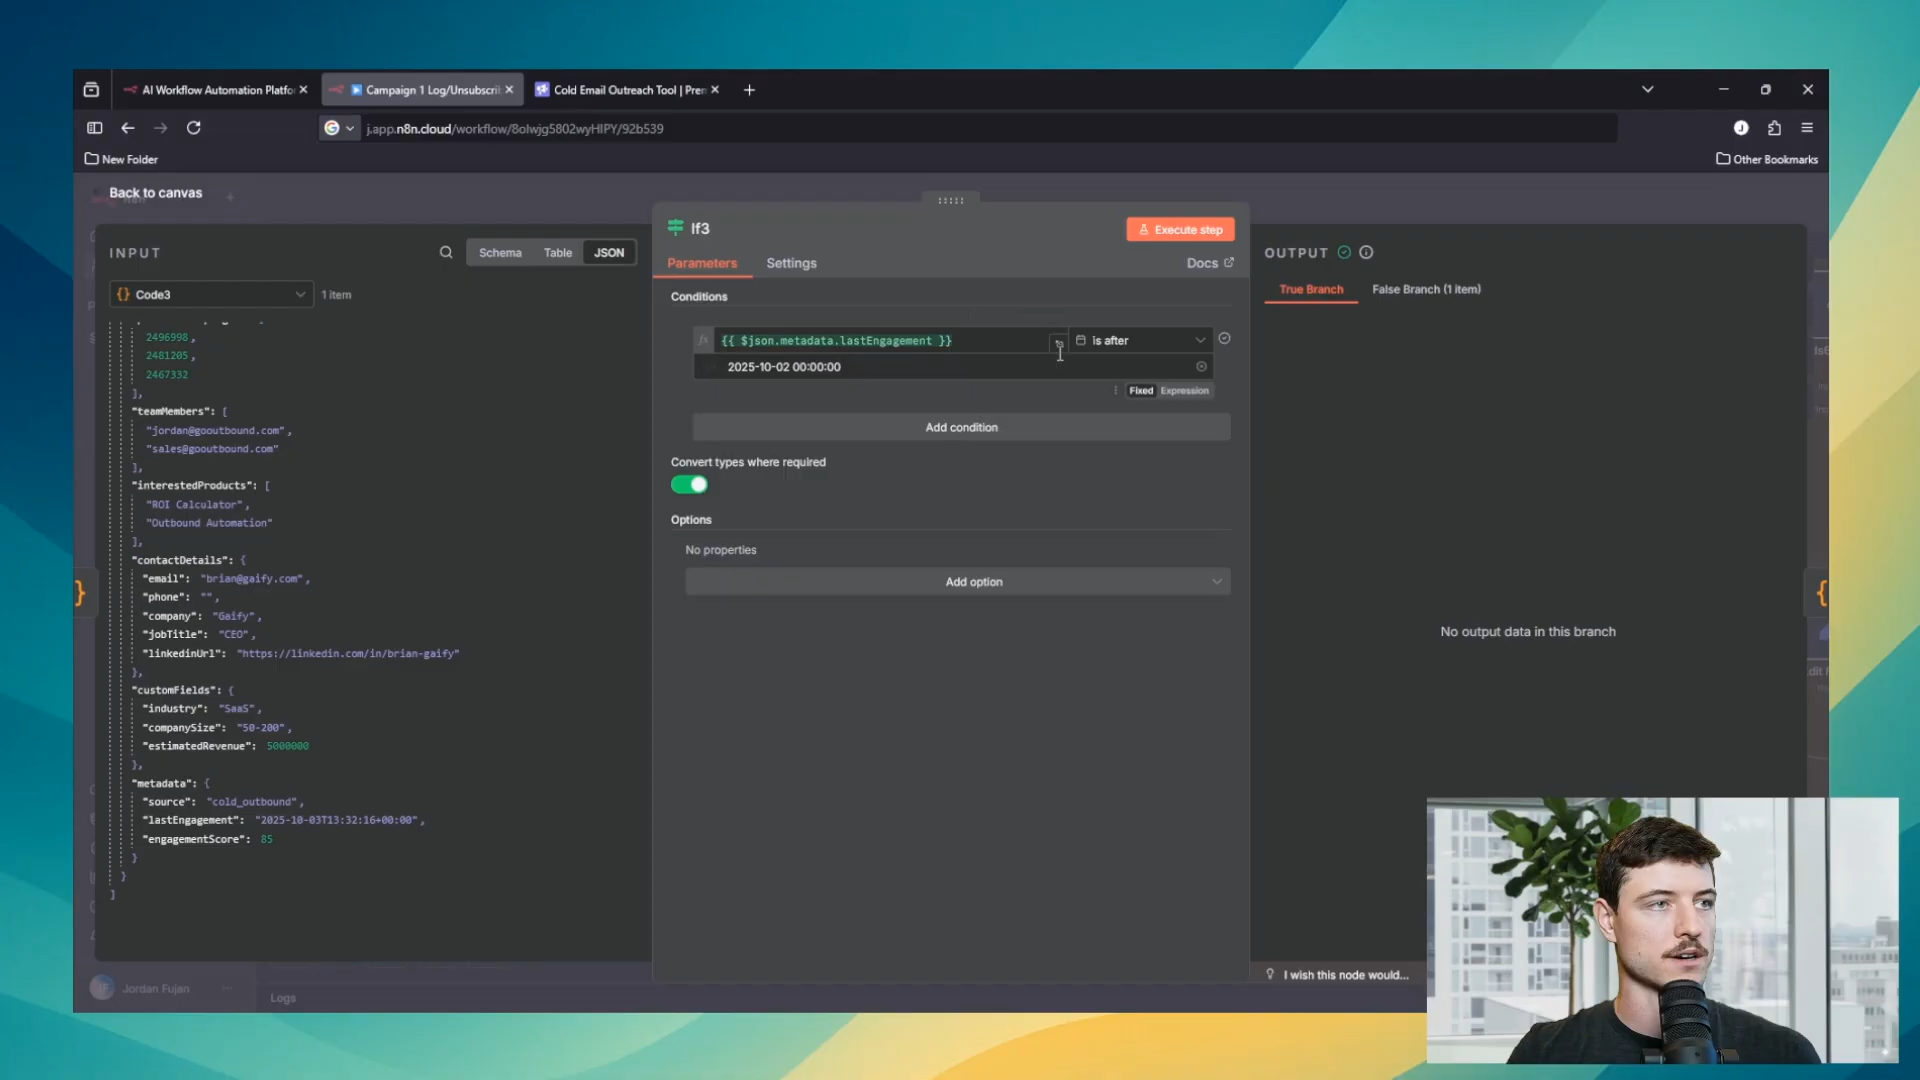 AI Workflow Automation Platfo
Campaign 1 Log/Unsubscril
Cold Email Outreach Tool | Pren
j.app.n8n.cloud/workflow/8olwjg5802wyHIPY/92b539
New Folder
Other Bookmarks
Back to canvas
INPUT
Schema
Table
JSON
Code3
1 item
2496998,
2481205,
2467332
],
"teamMembers": [
"jordan@gooutbound.com",
"sales@gooutbound.com"
],
"interestedProducts": [
"ROI Calculator",
"Outbound Automation"
],
"contactDetails": {
"email": "brian@gaify.com",
"phone": "",
"company": "Gaify",
"jobTitle": "CEO",
"linkedinUrl": "https://linkedin.com/in/brian-gaify"
},
"customFields": {
"industry": "SaaS",
"companySize": "50-200",
"estimatedRevenue": 5000000
},
"metadata": {
"source": "cold_outbound",
"lastEngagement": "2025-10-03T13:32:16+00:00",
"engagementScore": 85
}
}
]
If3
Execute step
Parameters
Settings
Docs
Conditions
fx {{ $json.metadata.lastEngagement }}
is after
2025-10-02 00:00:00
Fixed
Expression
Add condition
Convert types where required
Options
No properties
Add option
OUTPUT
True Branch
False Branch (1 item)
No output data in this branch
I wish this node would...
JF
Jordan Fujan
Logs